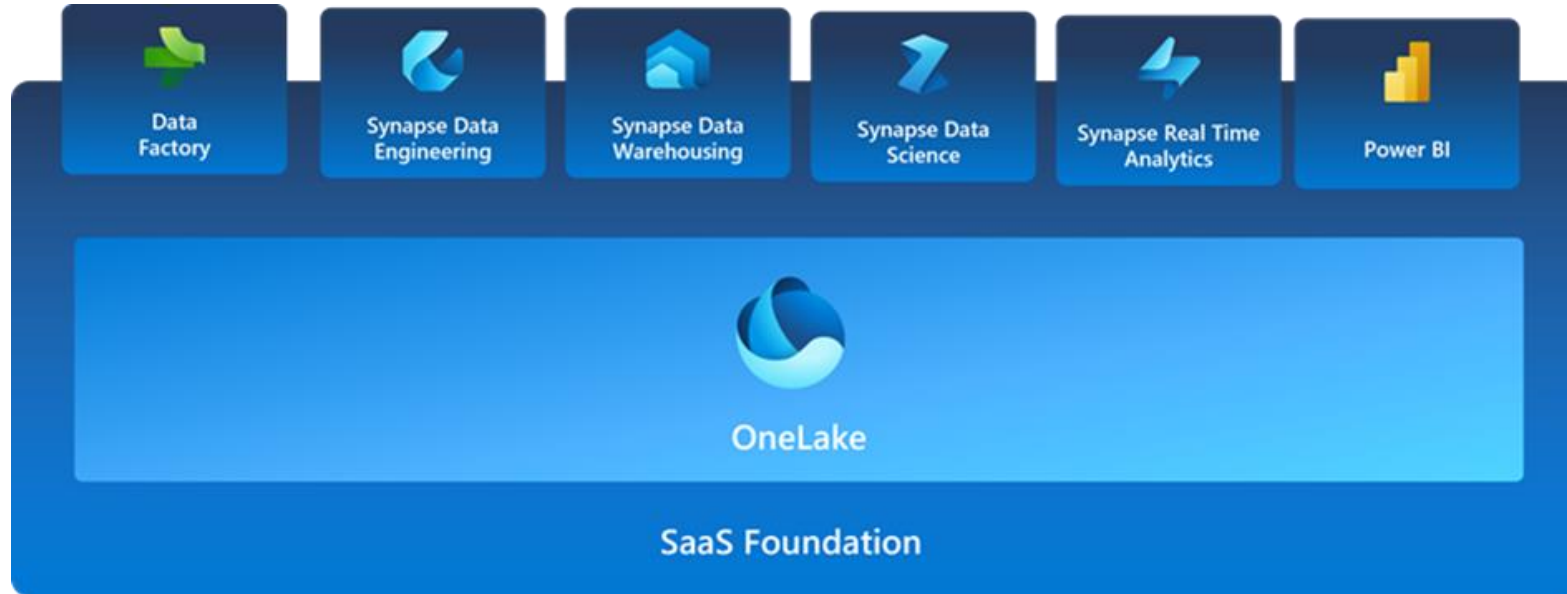 Data
Factory
Synapse Data
Engineering
Synapse Data
Warehousing
Synapse Data
Science
Synapse Real Time
Analytics
Power BI
OneLake
SaaS Foundation